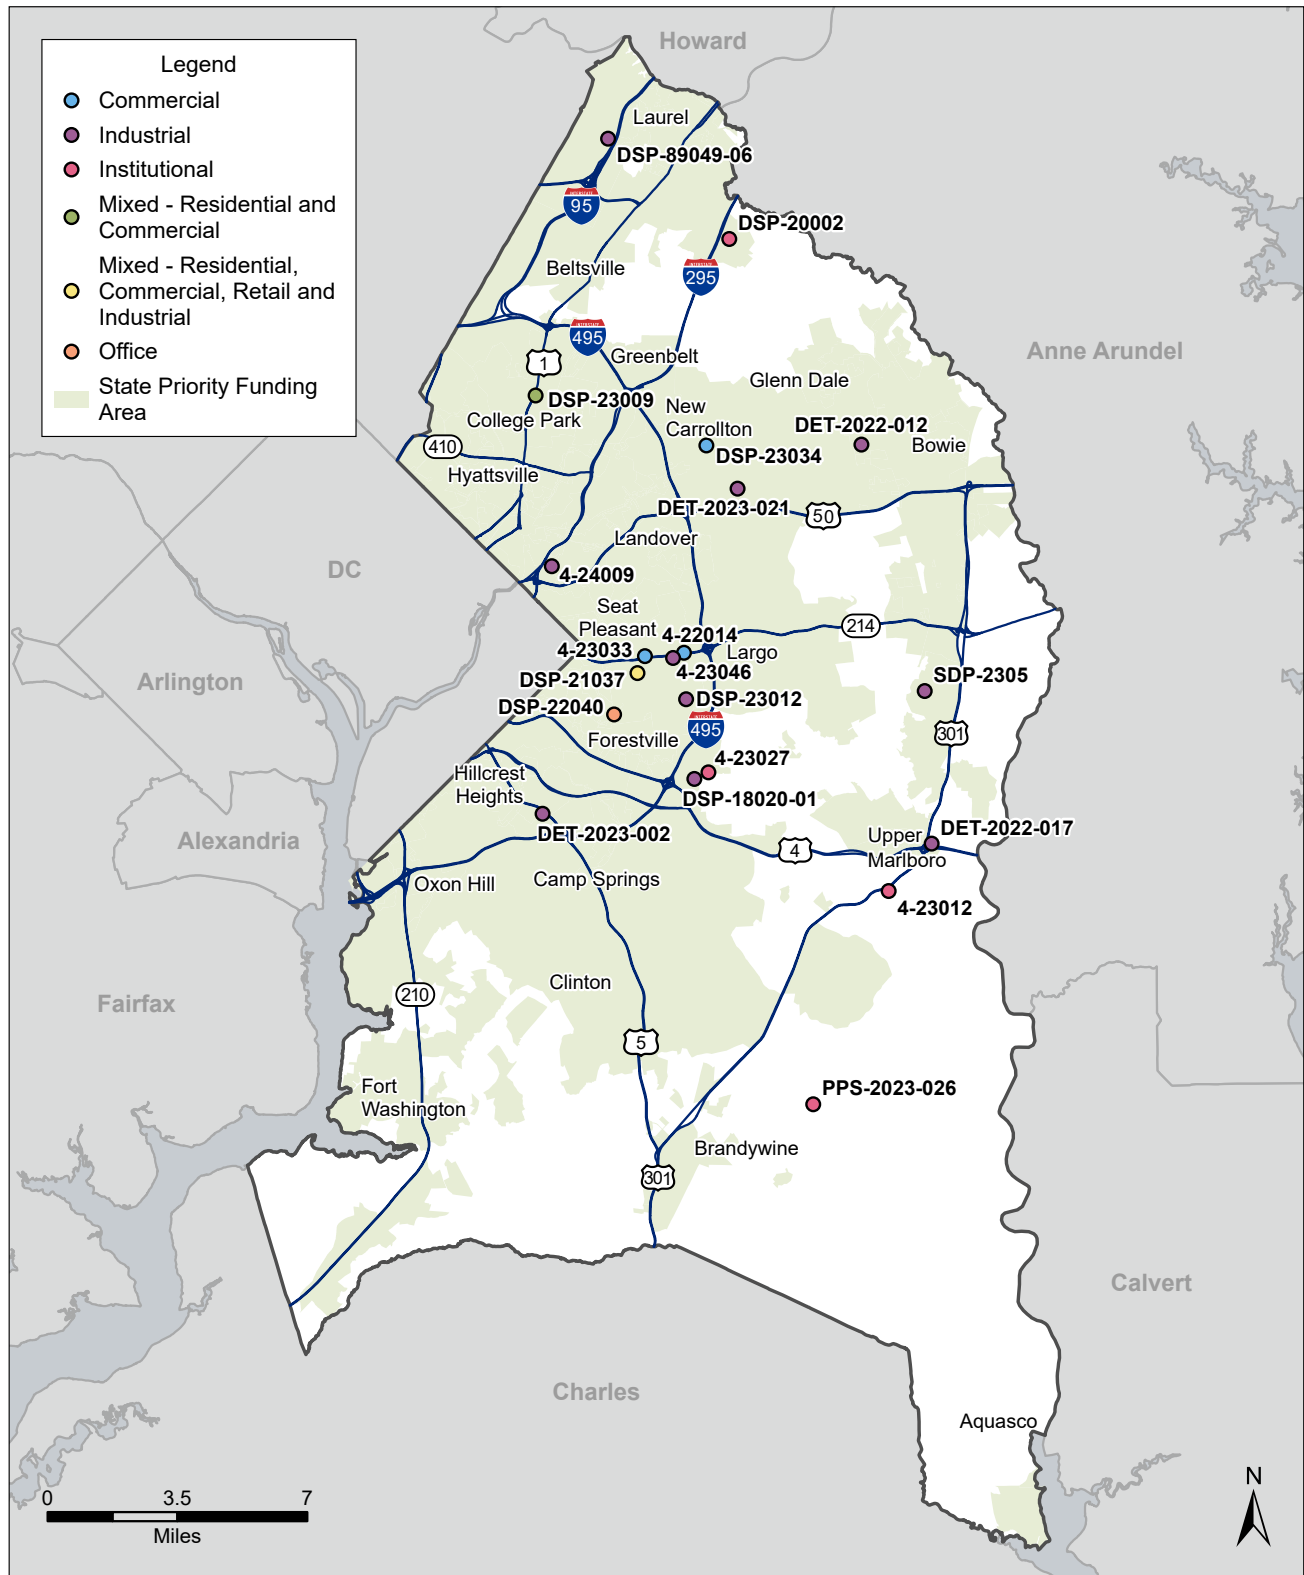 Howard
Legend
Commercial
Industrial
Institutional
Mixed - Residential and
Commercial
Mixed - Residential,
Commercial, Retail and
Industrial
Office
State Priority Funding
Area
Laurel
DSP-89049-06
INTERSTATE
95
DSP-20002
Beltsville
INTERSTATE
295
INTERSTATE
495
Greenbelt
Anne Arundel
1
Glenn Dale
DSP-23009
New
Carrollton
College Park
DET-2022-012
410
Bowie
DSP-23034
Hyattsville
DET-2023-021
50
Landover
DC
4-24009
Seat
Pleasant
214
4-22014
4-23033
Largo
4-23046
DSP-21037
SDP-2305
Arlington
DSP-23012
DSP-22040
INTERSTATE
495
301
Forestville
4-23027
Hillcrest
Heights
DSP-18020-01
DET-2023-002
DET-2022-017
Alexandria
Upper
Marlboro
4
Camp Springs
Oxon Hill
4-23012
Clinton
210
Fairfax
5
Fort
Washington
PPS-2023-026
Brandywine
301
Calvert
Charles
Aquasco
0 3.5 7
Miles
N